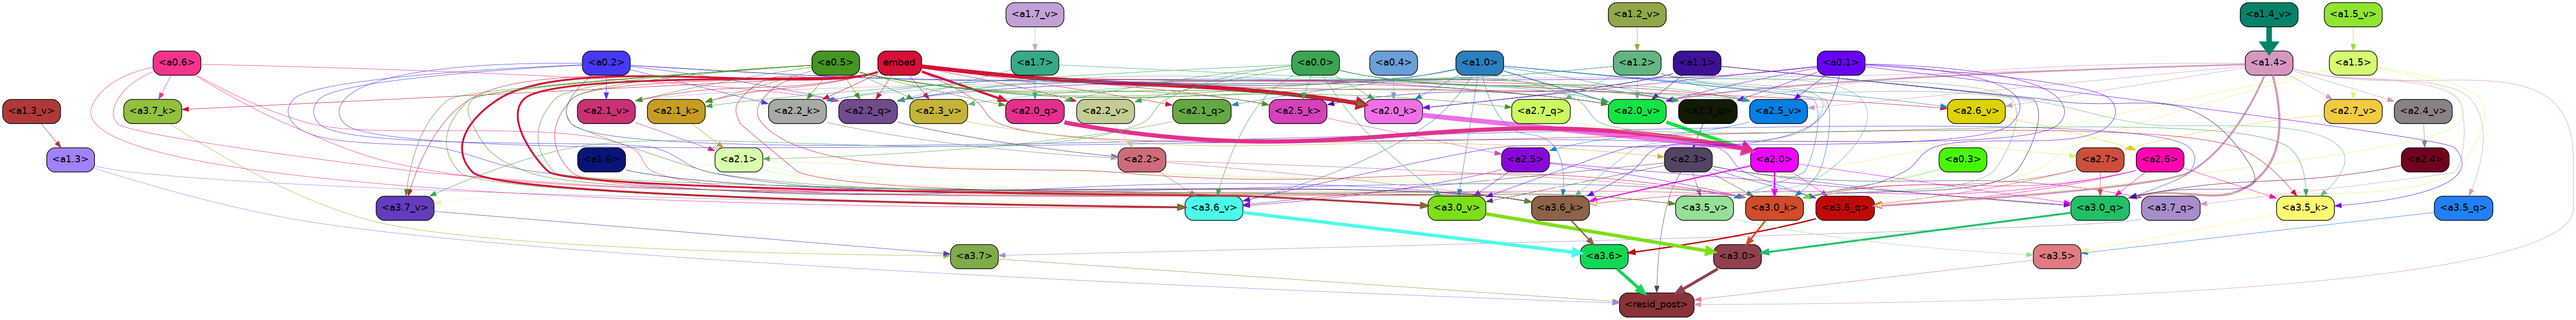 <a1.7_v> <a1.2_v> <a1.4_v> <a1.5_v>
<a0.6> <a0.2> <a0.5> embed <a1.7> <a0.0> <a0.4> <a1.0> <a1.2> <a1.1> <a0.1> <a1.4> <a1.5>
<a1.3_v> <a3.7_k> <a2.1_v> <a2.1_k> <a2.2_k> <a2.2_q> <a2.3_v> <a2.0_q> <a2.2_v> <a2.1_q> <a2.5_k> <a2.0_k> <a2.7_q> <a2.0_v> <a2.3_q> <a2.5_v> <a2.6_v> <a2.7_v> <a2.4_v>
<a1.3> <a1.6> <a2.1> <a2.2> <a2.5> <a2.3> <a2.0> <a0.3> <a2.7> <a2.6> <a2.4>
<a3.7_v> <a3.6_v> <a3.0_v> <a3.6_k> <a3.5_v> <a3.0_k> <a3.6_q> <a3.0_q> <a3.7_q> <a3.5_k> <a3.5_q>
<a3.7> <a3.6> <a3.0> <a3.5>
<resid_post>